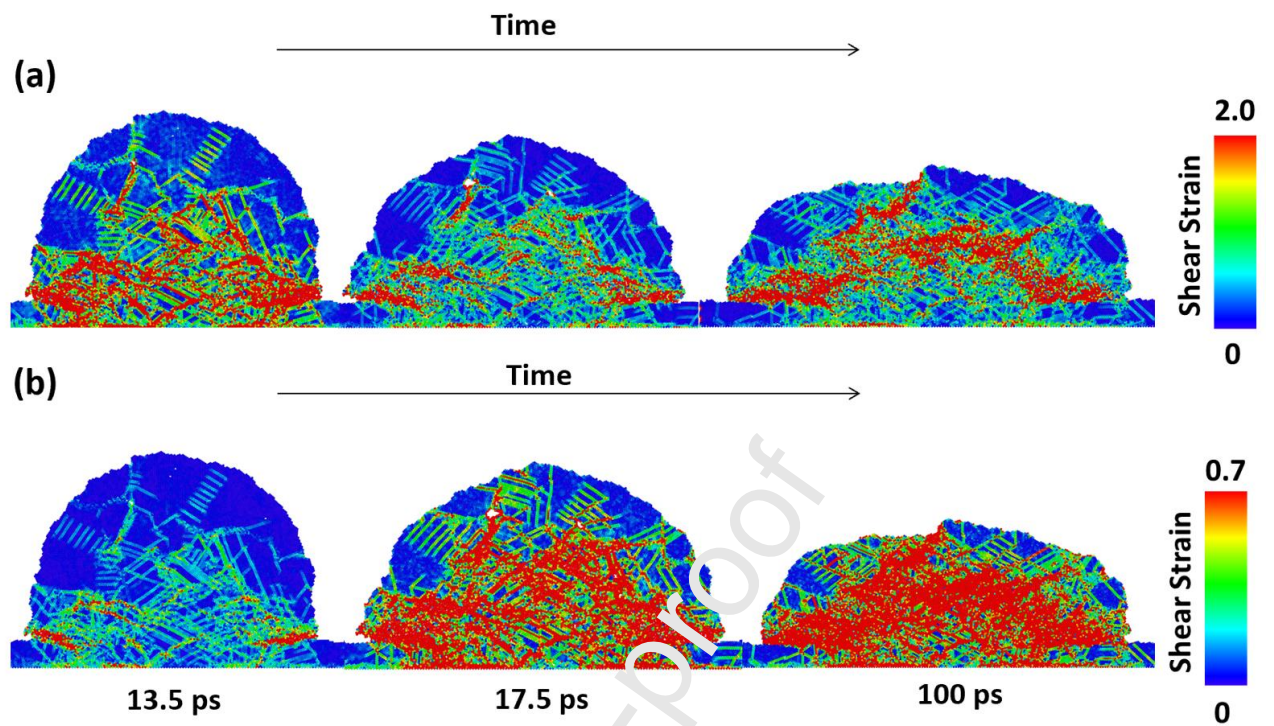 Time
(a)
2.0
Shear Strain
0
Time
(b)
0.7
Shear Strain
0
13.5 ps
17.5 ps
100 ps
-proof